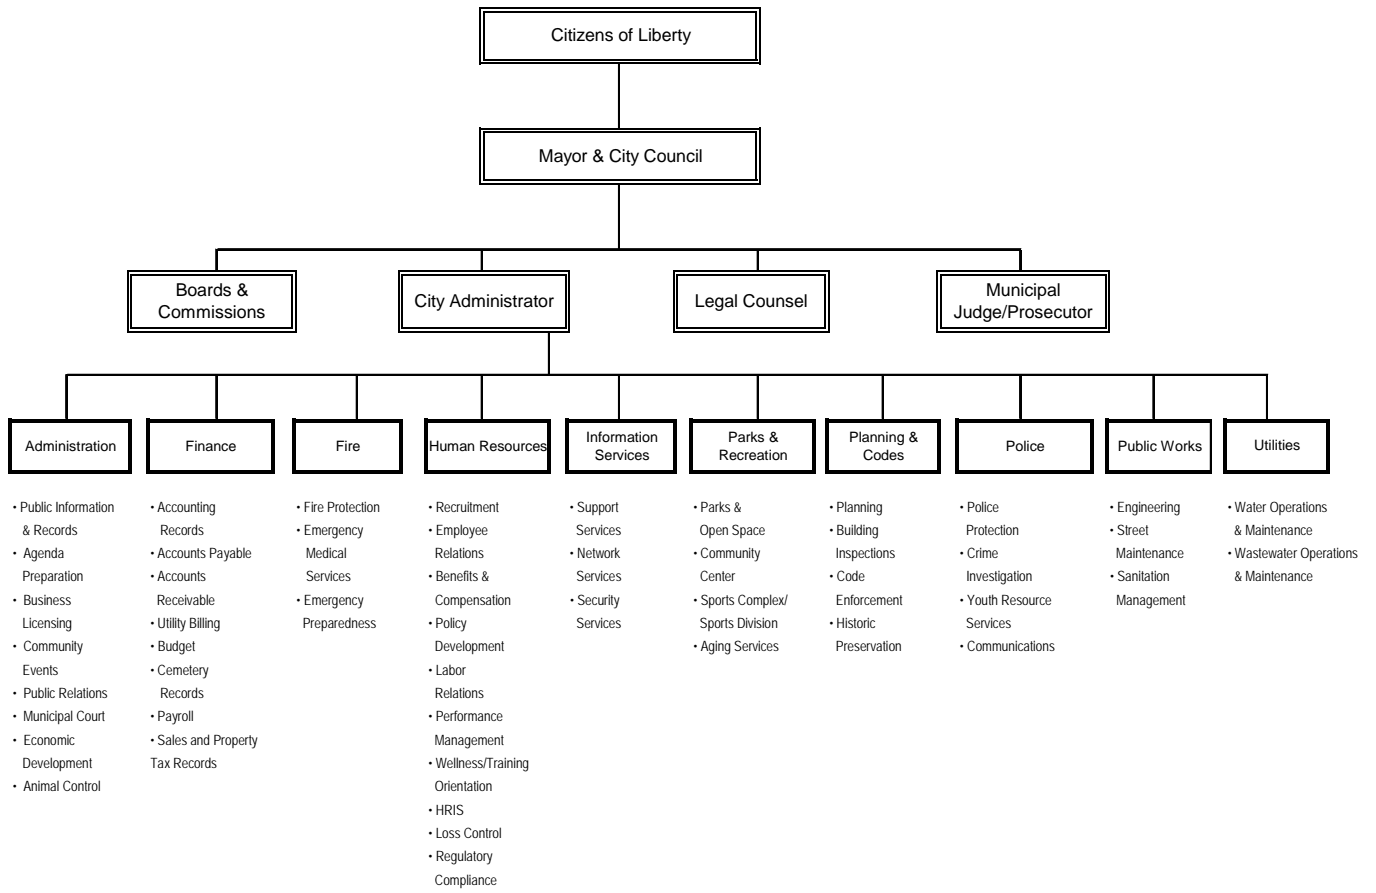 Citizens of Liberty
Mayor & City Council
Boards &
Commissions
City Administrator
Legal Counsel
Municipal
Judge/Prosecutor
Administration
Finance
Fire
Human Resources
Information
Services
Parks &
Recreation
Planning &
Codes
Police
Public Works
Utilities
• Public Information
& Records
• Agenda
Preparation
• Business
Licensing
• Community
Events
• Public Relations
• Municipal Court
• Economic
Development
• Animal Control
• Accounting
Records
• Accounts Payable
• Accounts
Receivable
• Utility Billing
• Budget
• Cemetery
Records
• Payroll
• Sales and Property
Tax Records
• Fire Protection
• Emergency
Medical
Services
• Emergency
Preparedness
• Recruitment
• Employee
Relations
• Benefits &
Compensation
• Policy
Development
• Labor
Relations
• Performance
Management
• Wellness/Training
Orientation
• HRIS
• Loss Control
• Regulatory
Compliance
• Support
Services
• Network
Services
• Security
Services
• Parks &
Open Space
• Community
Center
• Sports Complex/
Sports Division
• Aging Services
• Planning
• Building
Inspections
• Code
Enforcement
• Historic
Preservation
• Police
Protection
• Crime
Investigation
• Youth Resource
Services
• Communications
• Engineering
• Street
Maintenance
• Sanitation
Management
• Water Operations
& Maintenance
• Wastewater Operations
& Maintenance